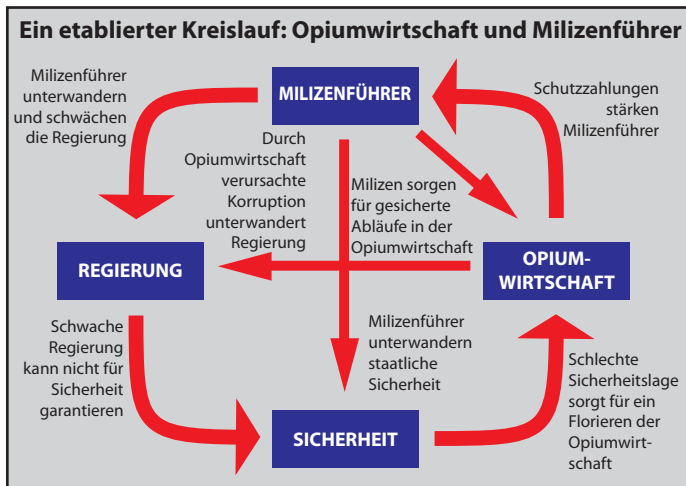 Ein etablierter Kreislauf: Opiumwirtschaft und Milizenführer
Milizenführer
unterwandern
und schwächen
die Regierung
MILIZENFÜHRER
Schutzzahlungen
stärken
Milizenführer
Durch
Opiumwirtschaft
verursachte
Korruption
unterwandert
Regierung
Milizen sorgen
für gesicherte
Abläufe in der
Opiumwirtschaft
REGIERUNG
OPIUM-
WIRTSCHAFT
Schwache
Regierung
kann nicht für
Sicherheit
garantieren
Milizenführer
unterwandern
staatliche
Sicherheit
Schlechte
Sicherheitslage
sorgt für ein
Florieren der
Opiumwirt-
schaft
SICHERHEIT